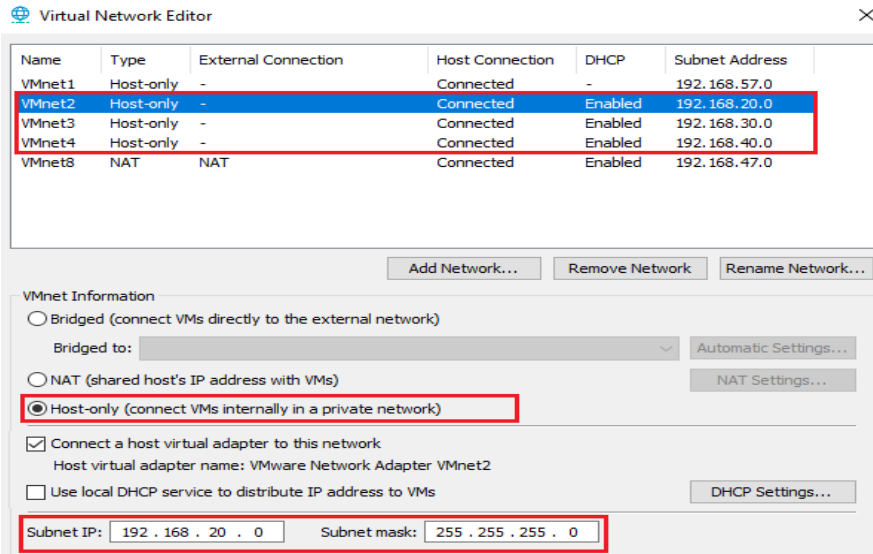 Virtual Network Editor
Name Type External Connection Host Connection DHCP Subnet Address
VMnet1 Host-only - Connected - 192.168.57.0
VMnet2 Host-only - Connected Enabled 192.168.20.0
VMnet3 Host-only - Connected Enabled 192.168.30.0
VMnet4 Host-only - Connected Enabled 192.168.40.0
VMnet8 NAT NAT Connected Enabled 192.168.47.0
Add Network... Remove Network Rename Network...
VMnet Information
Bridged (connect VMs directly to the external network)
Bridged to: Automatic Settings...
NAT (shared host's IP address with VMs) NAT Settings...
Host-only (connect VMs internally in a private network)
Connect a host virtual adapter to this network
Host virtual adapter name: VMware Network Adapter VMnet2
Use local DHCP service to distribute IP address to VMs DHCP Settings...
Subnet IP: 192 . 168 . 20 . 0 Subnet mask: 255 . 255 . 255 . 0